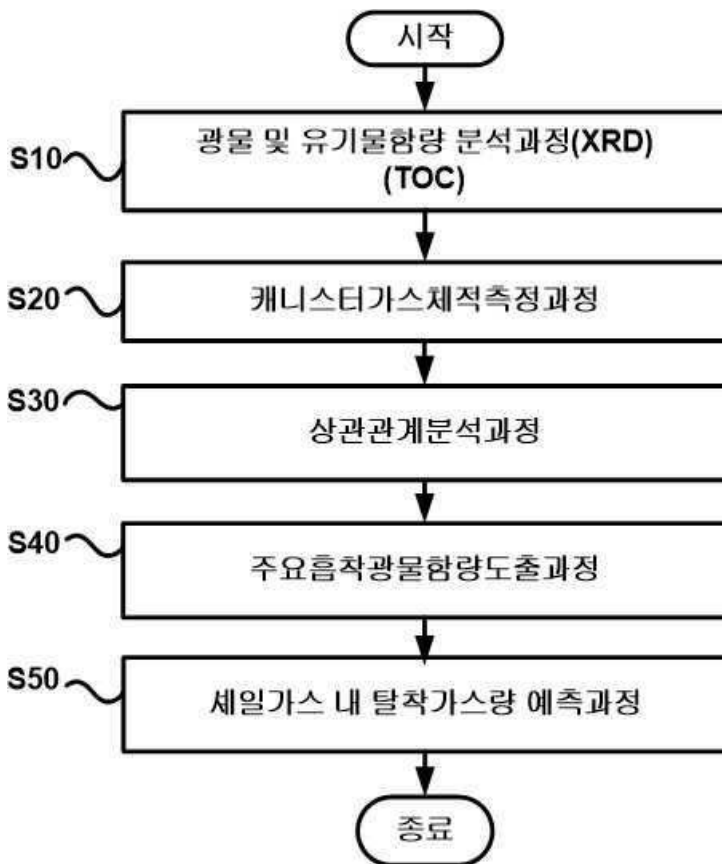 시작
S10
광물 및 유기물함량 분석과정(XRD)
(TOC)
S20
캐니스터가스체적측정과정
S30
상관관계분석과정
S40
주요흡착광물함량도출과정
S50
셰일가스 내 탈착가스량 예측과정
종료